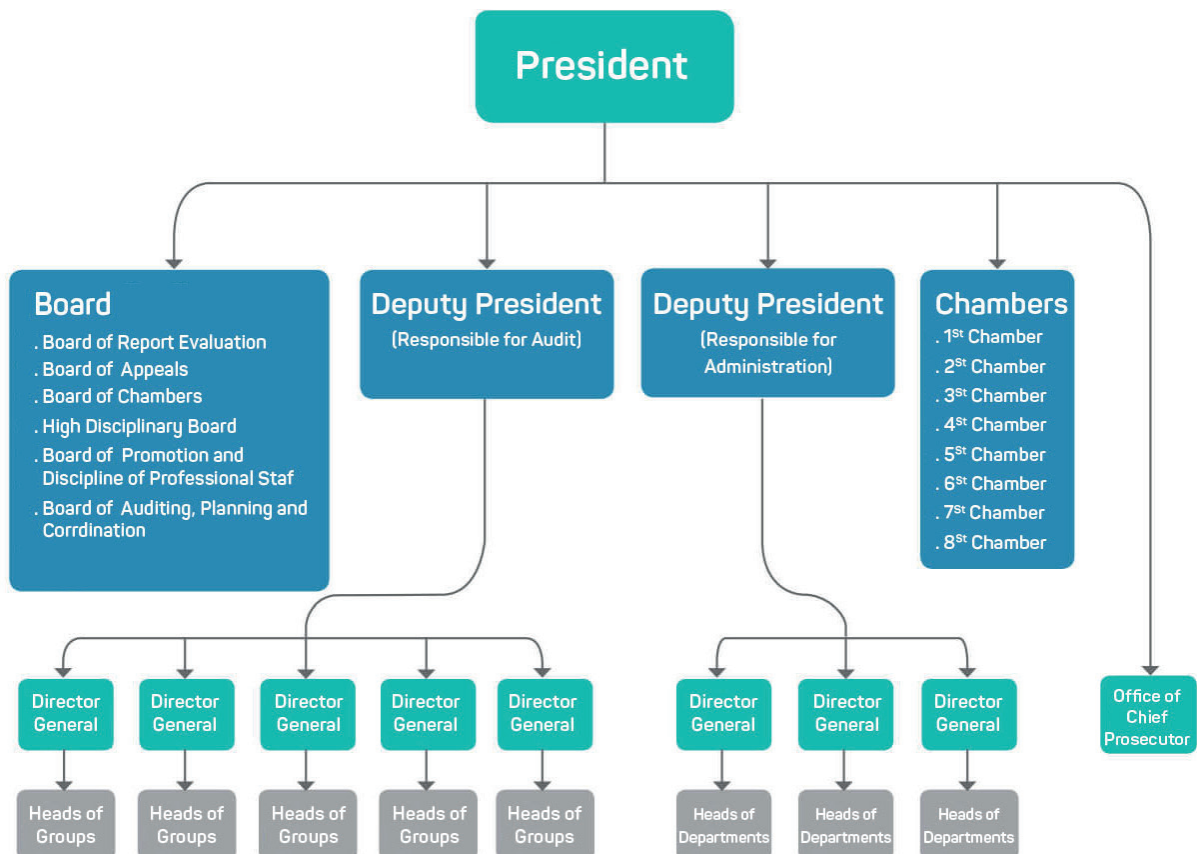 President
Board
. Board of Report Evaluation
. Board of Appeals
. Board of Chambers
. High Disciplinary Board
. Board of Promotion and
Discipline of Professional Staf
. Board of Auditing, Planning and
Corrdination
Deputy President
(Responsible for Audit)
Deputy President
(Responsible for
Administration)
Chambers
. 1St Chamber
. 2St Chamber
. 3St Chamber
. 4St Chamber
. 5St Chamber
. 6St Chamber
. 7St Chamber
. 8St Chamber
Director
General
Director
General
Director
General
Director
General
Director
General
Director
General
Director
General
Director
General
Office of
Chief
Prosecutor
Heads of
Groups
Heads of
Groups
Heads of
Groups
Heads of
Groups
Heads of
Groups
Heads of
Departments
Heads of
Departments
Heads of
Departments